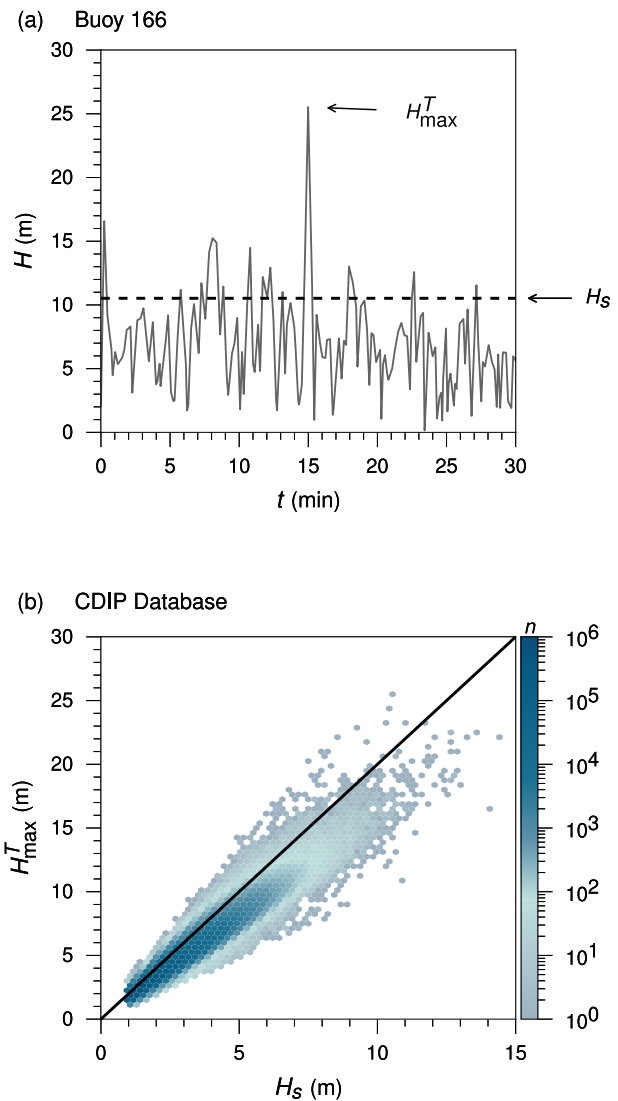 (a) Buoy 166
30
25
20
15
10
5
0
H (m)
H^T_max
H_s
0 5 10 15 20 25 30
t (min)
(b) CDIP Database
n
30
25
20
15
10
5
0
H^T_max (m)
10^6
10^5
10^4
10^3
10^2
10^1
10^0
0 5 10 15
H_s (m)